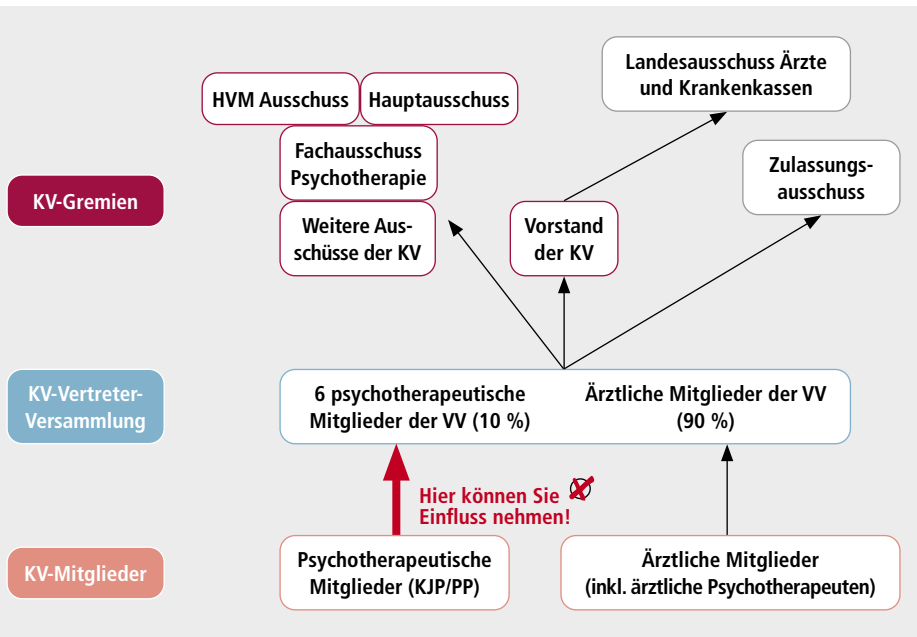 Landesausschuss Ärzte
und Krankenkassen
HVM Ausschuss
Hauptausschuss
Fachausschuss
Psychotherapie
Zulassungs-
ausschuss
KV-Gremien
Weitere Aus-
schüsse der KV
Vorstand
der KV
KV-Vertreter-
Versammlung
6 psychotherapeutische
Mitglieder der VV (10 %)
Ärztliche Mitglieder der VV
(90 %)
Hier können Sie
Einfluss nehmen!
KV-Mitglieder
Psychotherapeutische
Mitglieder (KJP/PP)
Ärztliche Mitglieder
(inkl. ärztliche Psychotherapeuten)